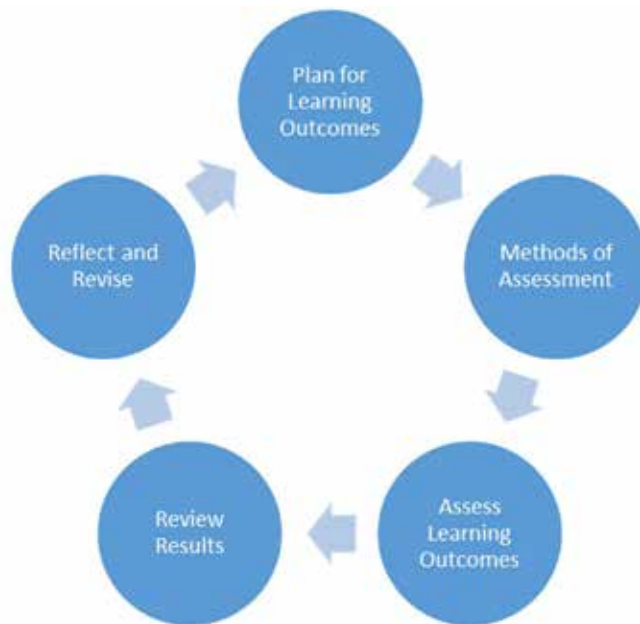 Plan for
Learning
Outcomes
Methods of
Assessment
Assess
Learning
Outcomes
Review
Results
Reflect and
Revise